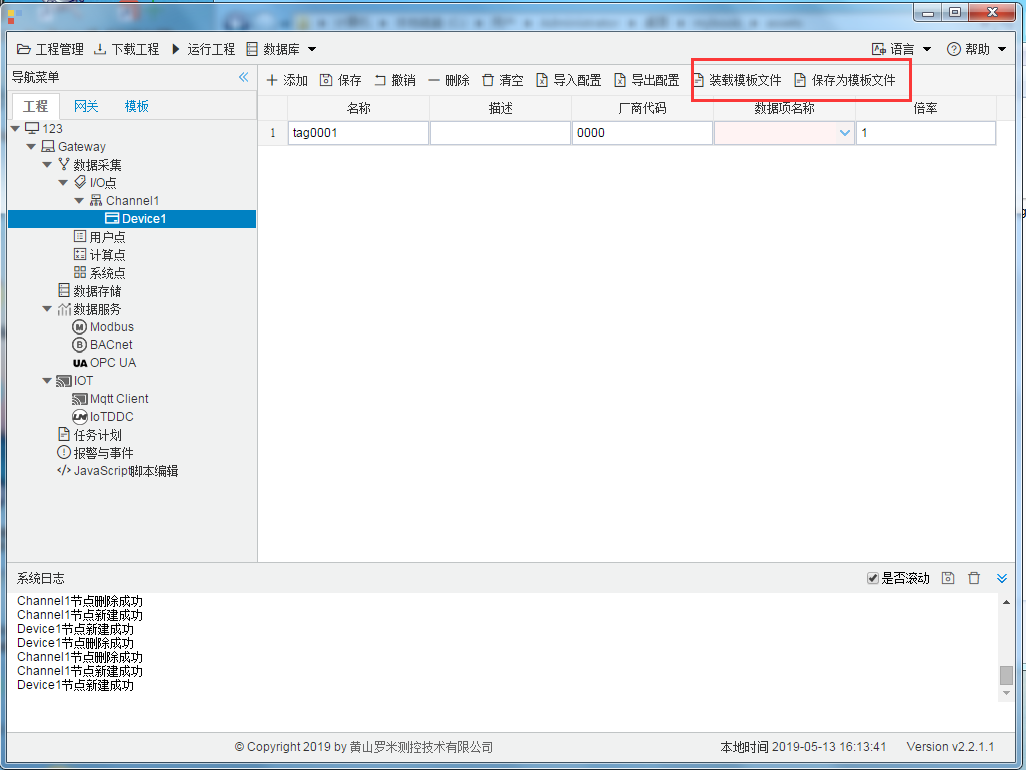 工程管理 下载工程 运行工程 数据库 语言 帮助
导航菜单
添加 保存 撤销 删除 清空 导入配置 导出配置 装载模板文件 保存为模板文件
工程 网关 模板
名称 描述 厂商代码 数据项名称 倍率
1 tag0001 0000 1
123
Gateway
数据采集
I/O点
Channel1
Device1
用户点
计算点
系统点
数据存储
数据服务
Modbus
BACnet
UA OPC UA
IOT
Mqtt Client
IoTDDC
任务计划
报警与事件
JavaScript脚本编辑
系统日志 是否滚动
Channel1节点删除成功
Channel1节点新建成功
Device1节点新建成功
Device1节点删除成功
Channel1节点删除成功
Channel1节点新建成功
Device1节点新建成功
© Copyright 2019 by 黄山罗米测控技术有限公司 本地时间 2019-05-13 16:13:41 Version v2.2.1.1